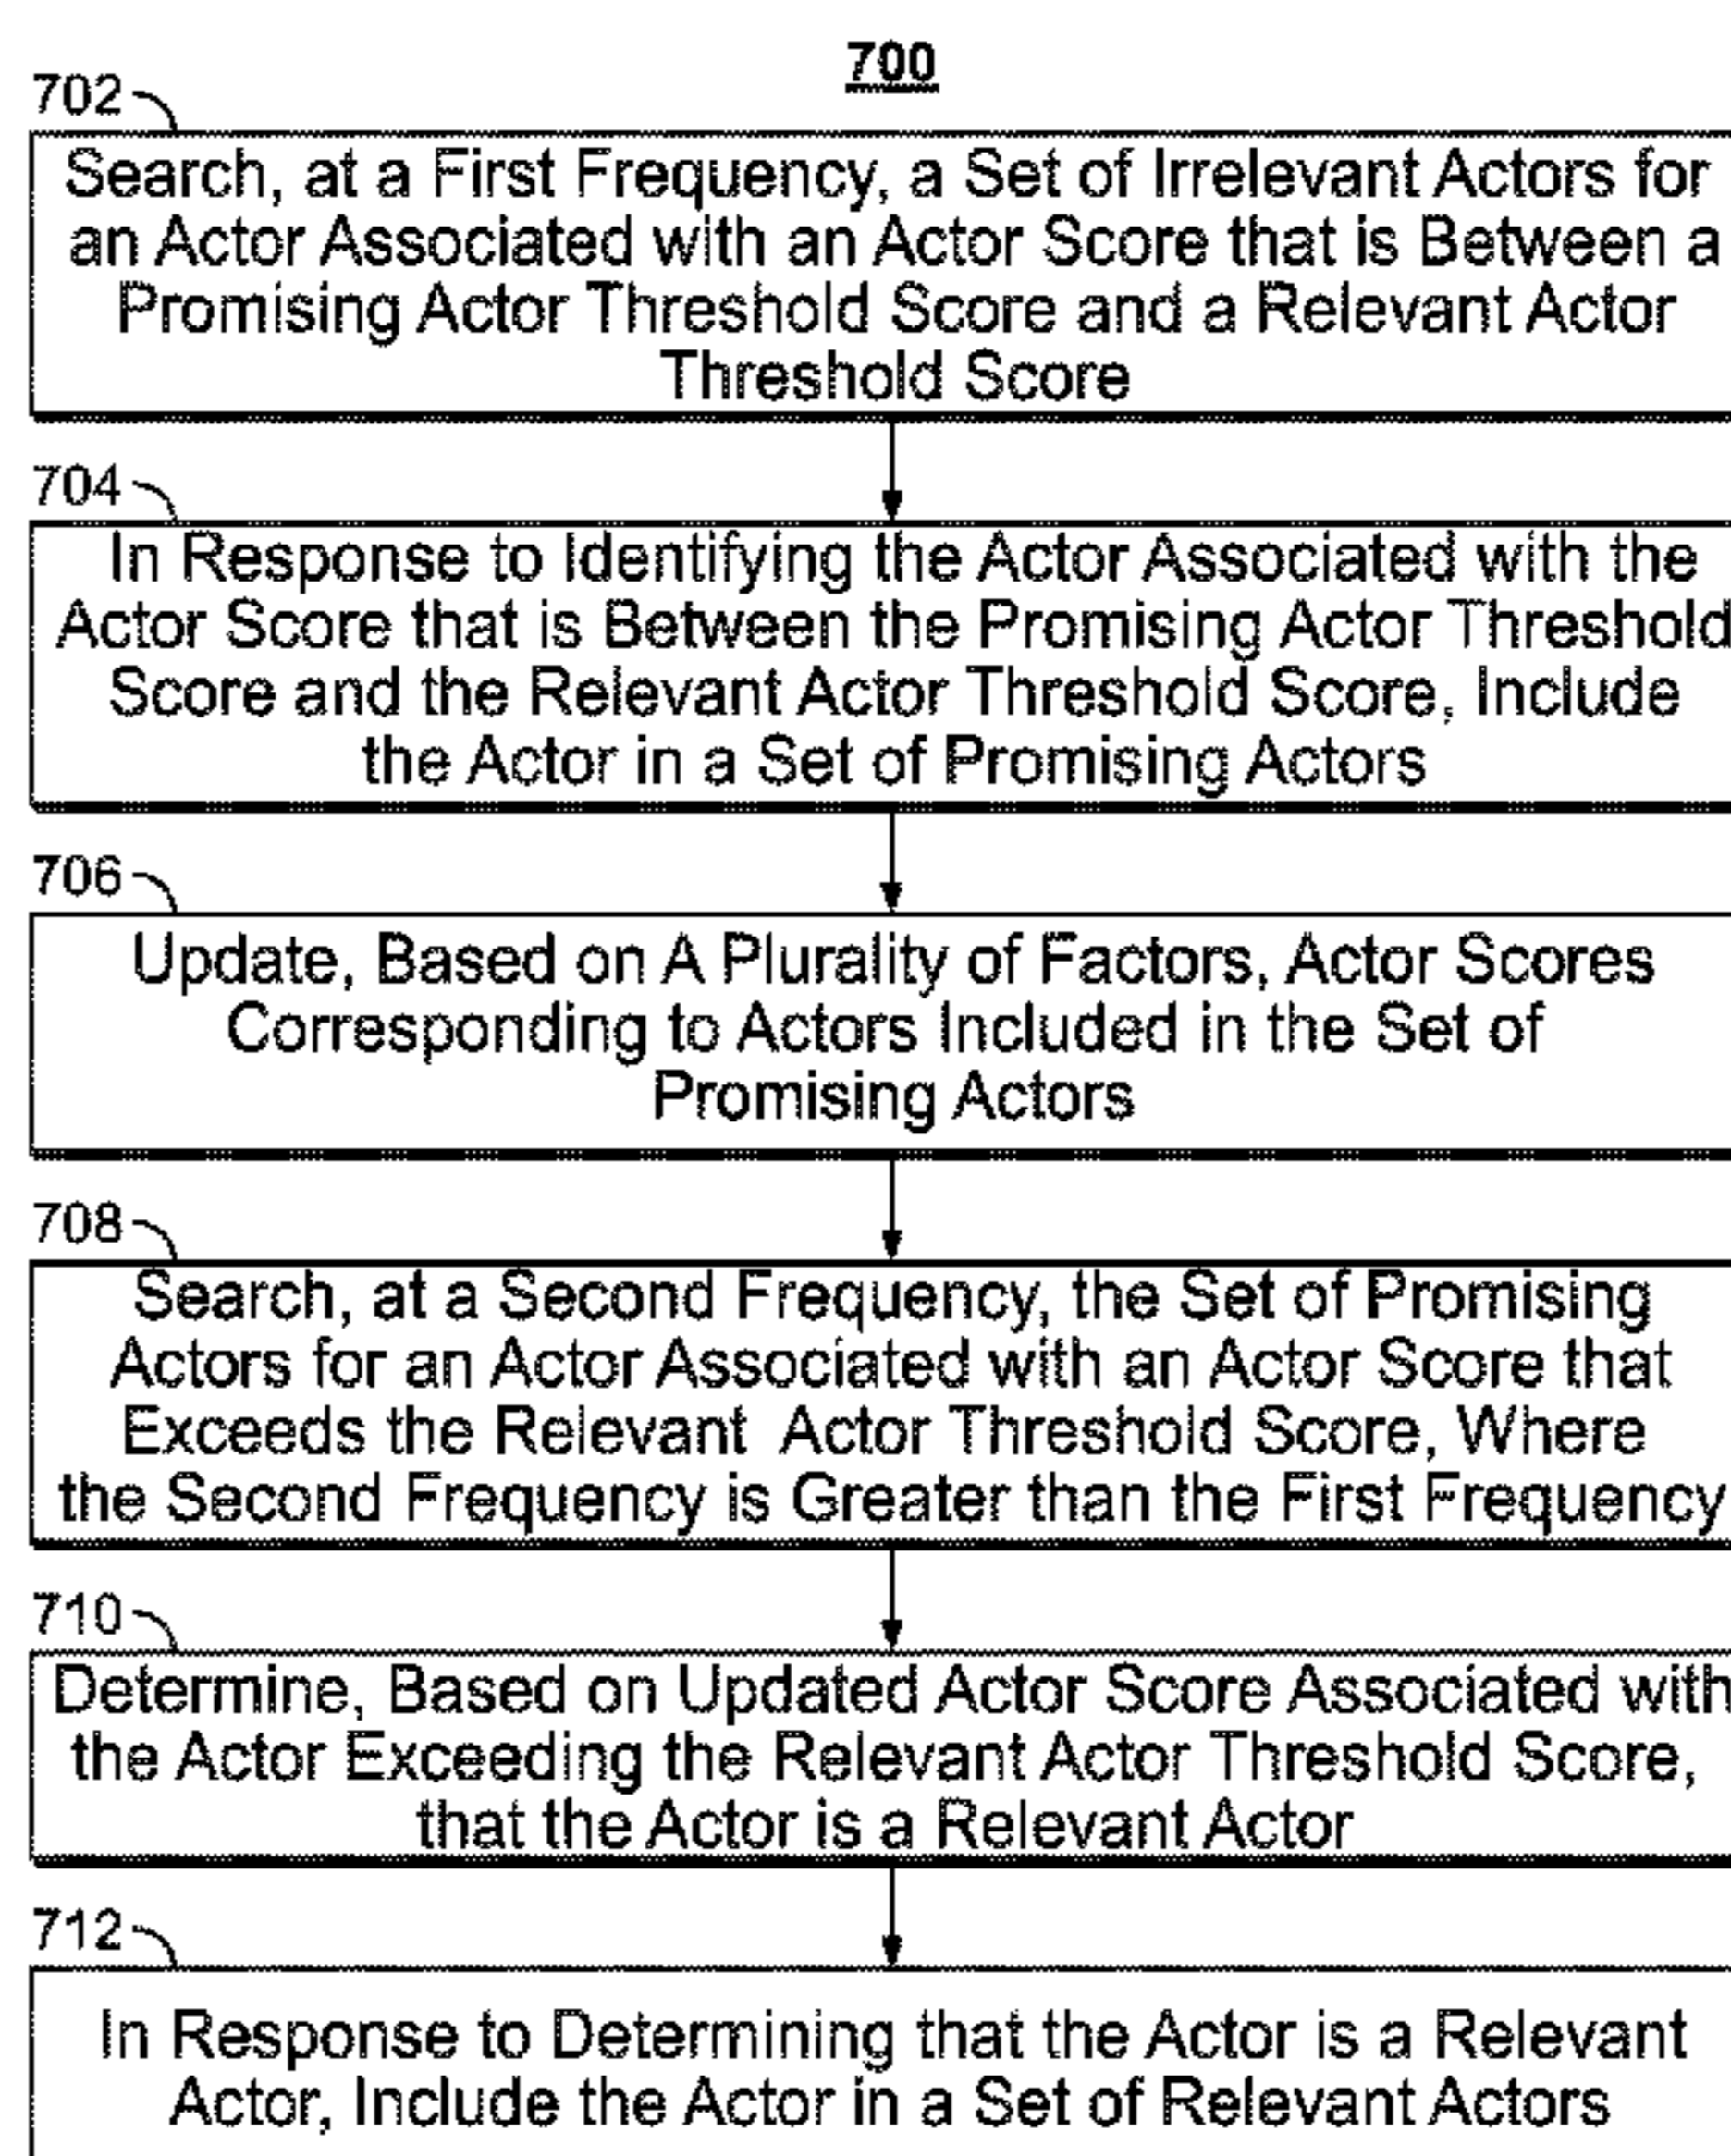 700
702
Search, at a First Frequency, a Set of Irrelevant Actors for
an Actor Associated with an Actor Score that is Between a
Promising Actor Threshold Score and a Relevant Actor
Threshold Score
704
In Response to Identifying the Actor Associated with the
Actor Score that is Between the Promising Actor Threshold
Score and the Relevant Actor Threshold Score, Include
the Actor in a Set of Promising Actors
706
Update, Based on A Plurality of Factors, Actor Scores
Corresponding to Actors Included in the Set of
Promising Actors
708
Search, at a Second Frequency, the Set of Promising
Actors for an Actor Associated with an Actor Score that
Exceeds the Relevant Actor Threshold Score, Where
the Second Frequency is Greater than the First Frequency
710
Determine, Based on Updated Actor Score Associated with
the Actor Exceeding the Relevant Actor Threshold Score,
that the Actor is a Relevant Actor
712
In Response to Determining that the Actor is a Relevant
Actor, Include the Actor in a Set of Relevant Actors